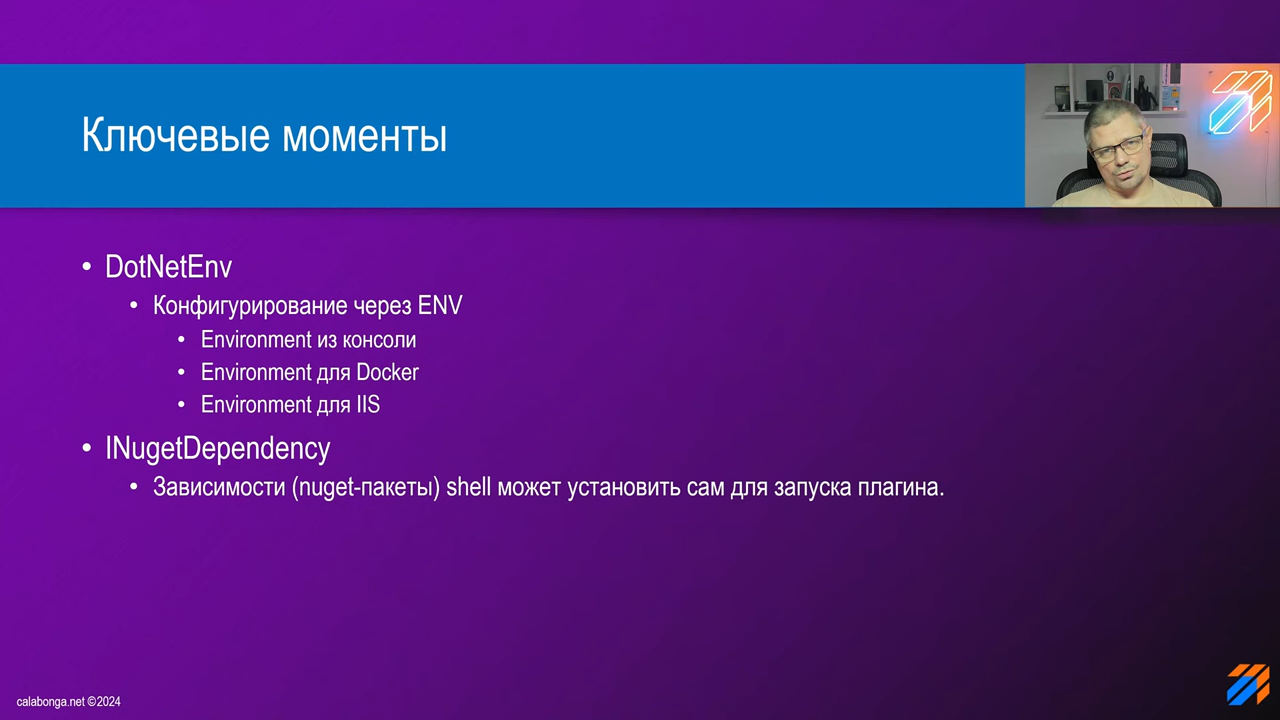 Ключевые моменты
• DotNetEnv
• Конфигурирование через ENV
• Environment из консоли
• Environment для Docker
• Environment для IIS
• INugetDependency
• Зависимости (nuget-пакеты) shell может установить сам для запуска плагина.
calabonga.net ©2024